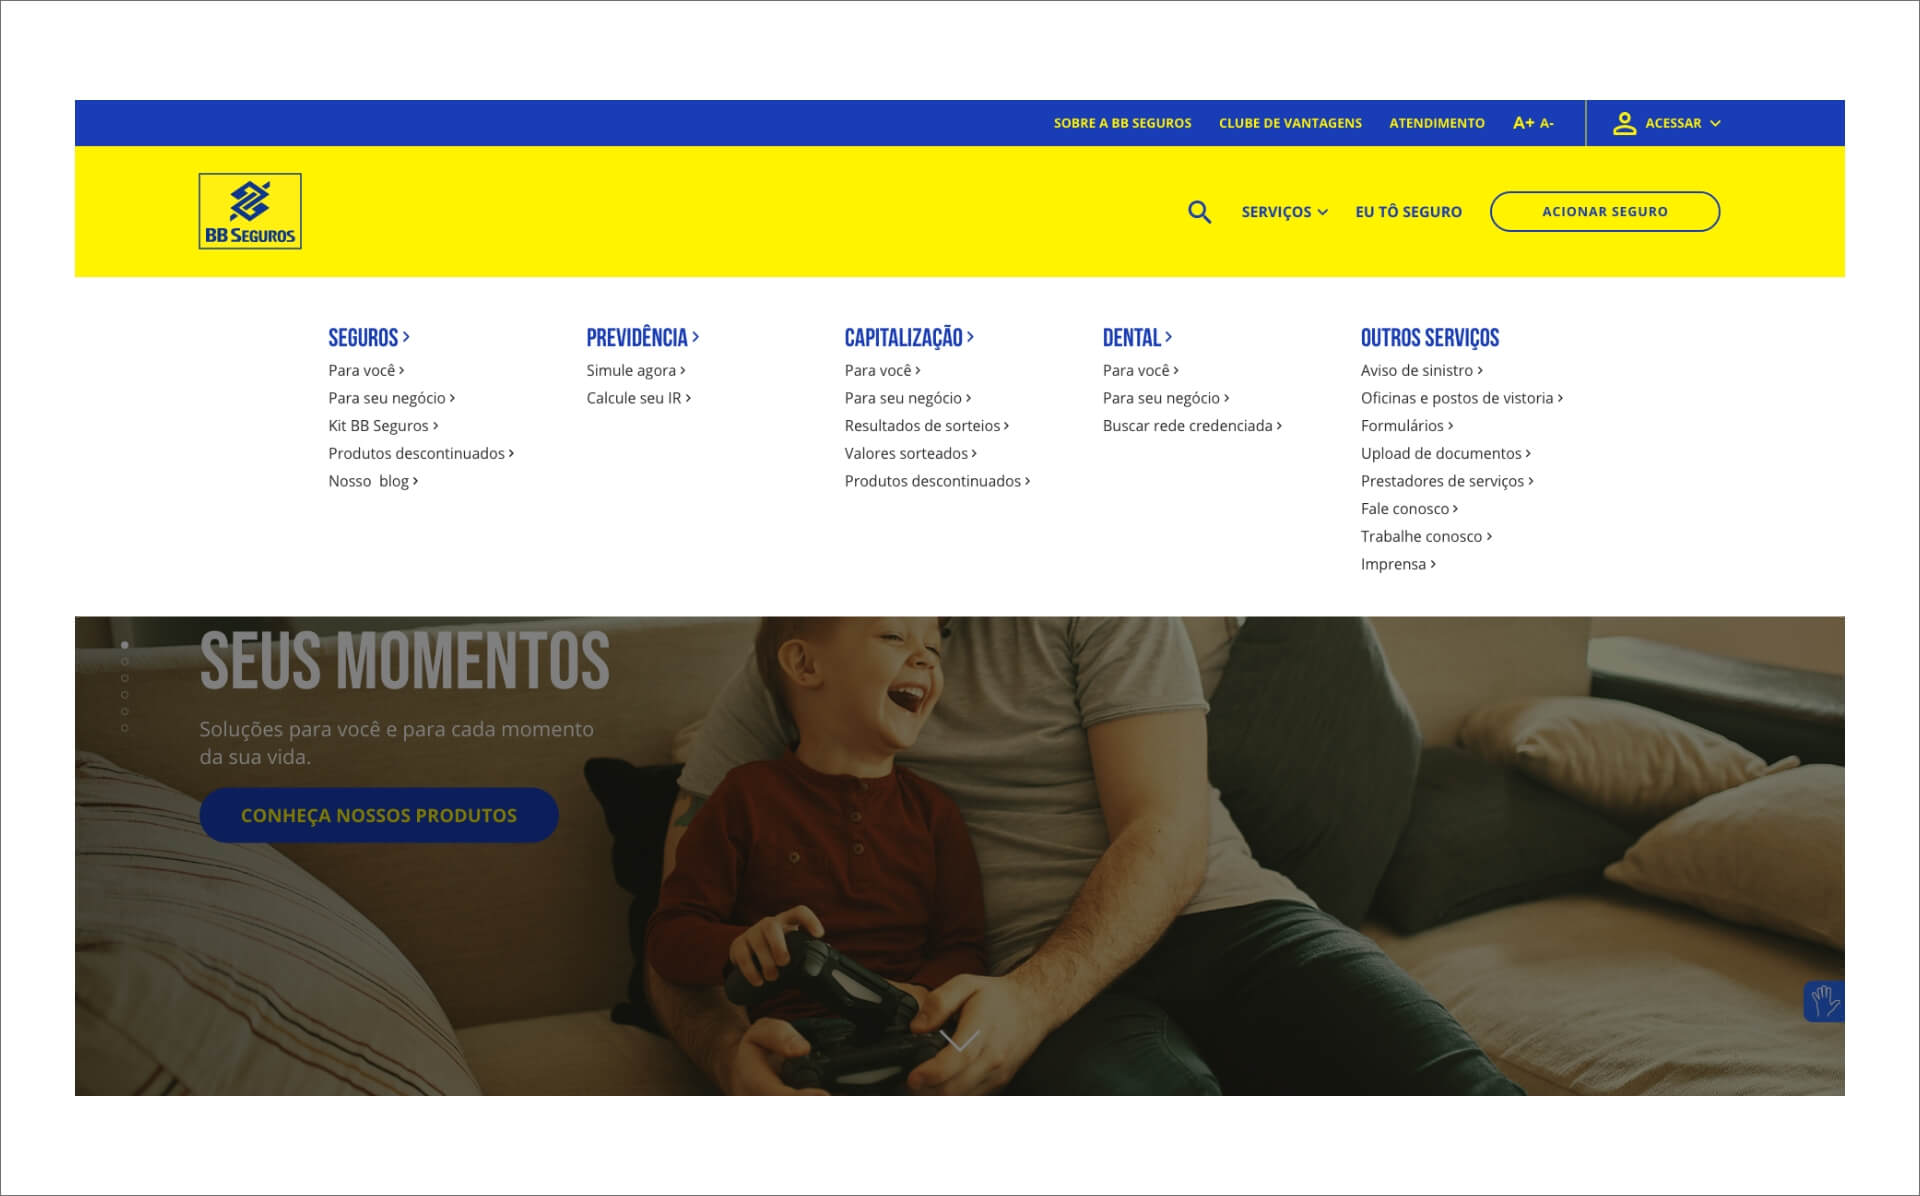 SOBRE A BB SEGUROS CLUBE DE VANTAGENS ATENDIMENTO A+ A- ACESSAR
BB SEGUROS
SERVIÇOS EU TÔ SEGURO ACIONAR SEGURO
SEGUROS >
Para você >
Para seu negócio >
Kit BB Seguros >
Produtos descontinuados >
Nosso blog >
PREVIDÊNCIA >
Simule agora >
Calcule seu IR >
CAPITALIZAÇÃO >
Para você >
Para seu negócio >
Resultados de sorteios >
Valores sorteados >
Produtos descontinuados >
DENTAL >
Para você >
Para seu negócio >
Buscar rede credenciada >
OUTROS SERVIÇOS
Aviso de sinistro >
Oficinas e postos de vistoria >
Formulários >
Upload de documentos >
Prestadores de serviços >
Fale conosco >
Trabalhe conosco >
Imprensa >
SEUS MOMENTOS
Soluções para você e para cada momento
da sua vida.
CONHEÇA NOSSOS PRODUTOS